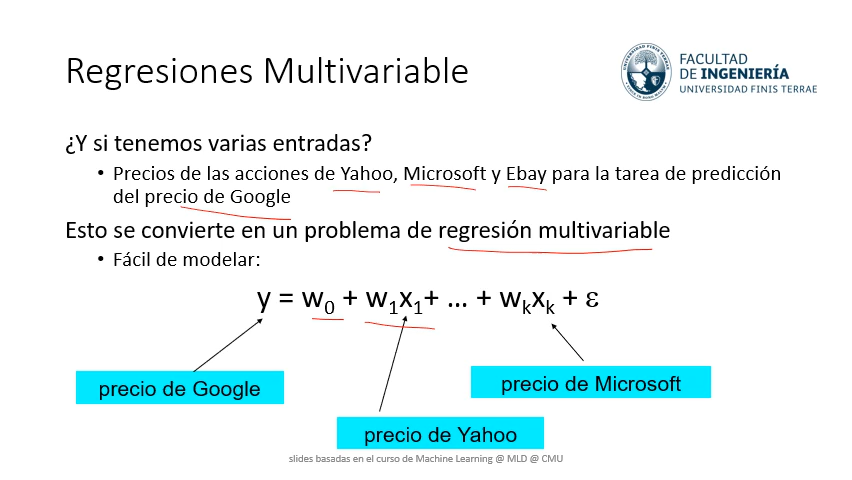 Regresiones Multivariable
FACULTAD
DE INGENIERÍA
UNIVERSIDAD FINIS TERRAE
¿Y si tenemos varias entradas?
• Precios de las acciones de Yahoo, Microsoft y Ebay para la tarea de predicción
del precio de Google
Esto se convierte en un problema de regresión multivariable
• Fácil de modelar:
y = w₀ + w₁x₁+ ... + wₖxₖ + ε
precio de Google
precio de Microsoft
precio de Yahoo
slides basadas en el curso de Machine Learning @ MLD @ CMU